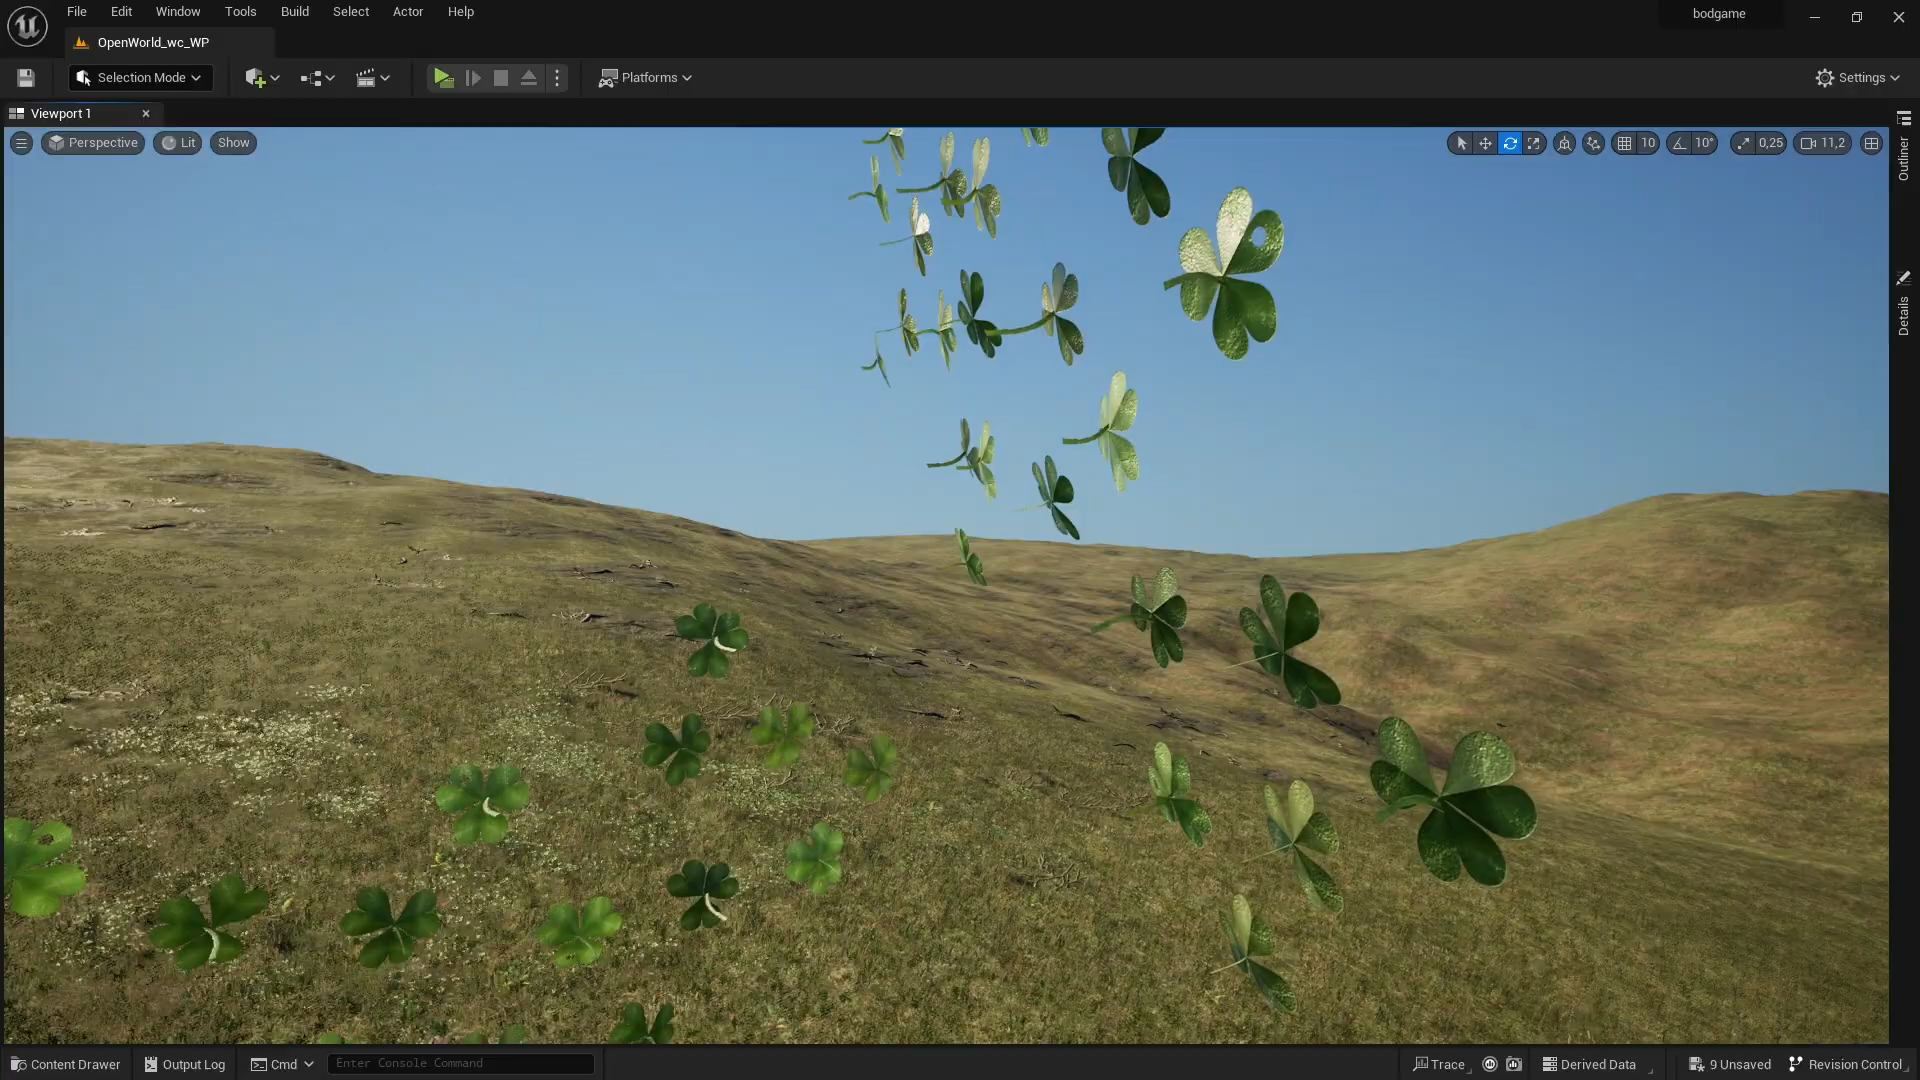 File Edit Window Tools Build Select Actor Help
bodgame
OpenWorld_wc_WP
Selection Mode
Platforms
Settings
Viewport 1
Perspective
Lit
Show
10
10°
0,25
11,2
Outliner
Details
Content Drawer
Output Log
Cmd
Enter Console Command
Trace
Derived Data
9 Unsaved
Revision Control